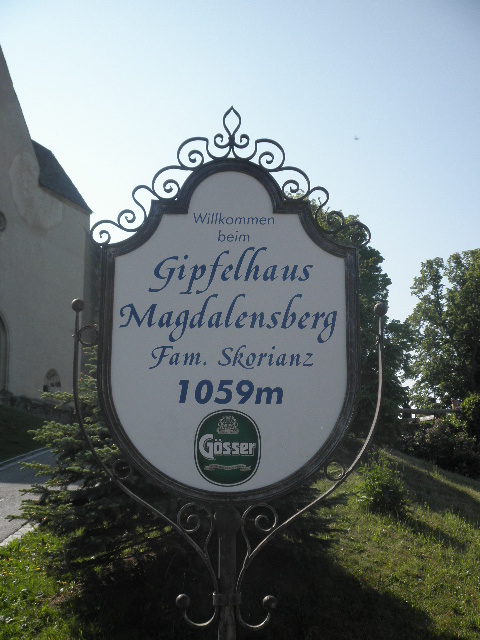 Willkommen
beim
Gipfelhaus
Magdalensberg
Fam. Skorianz
1059m
Gösser